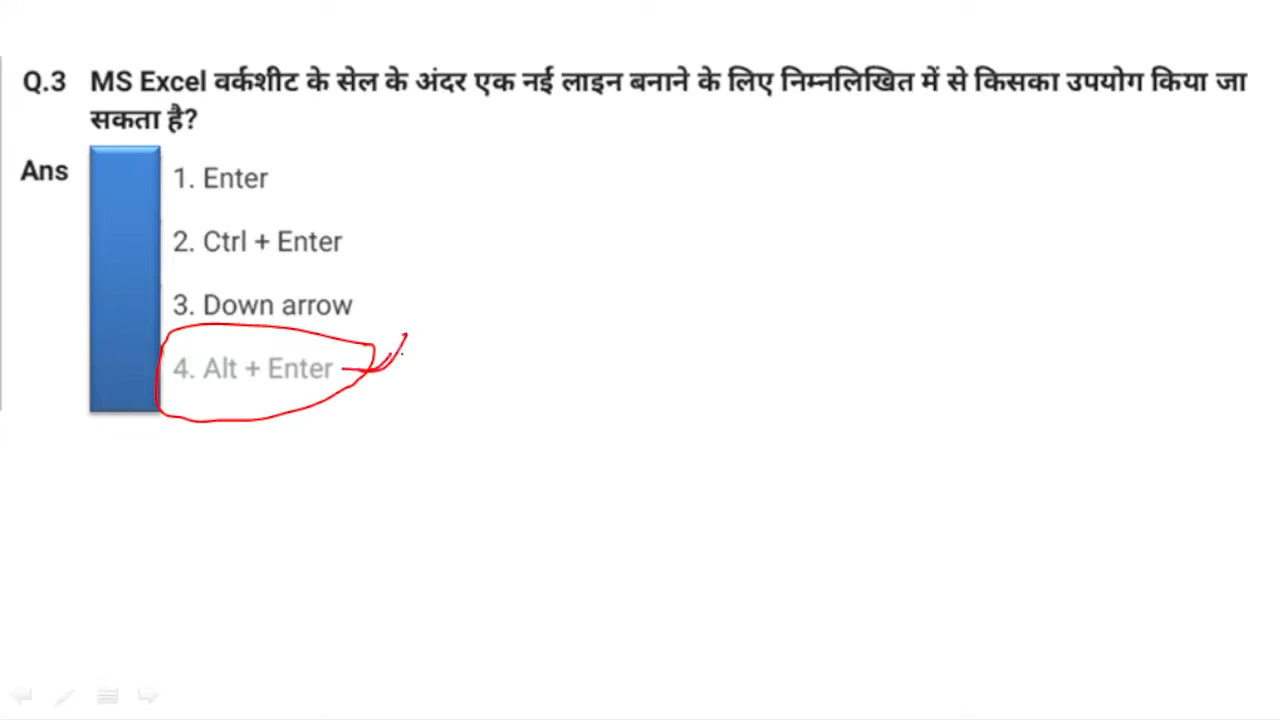 Q.3 MS Excel वर्कशीट के सेल के अंदर एक नई लाइन बनाने के लिए निम्नलिखित में से किसका उपयोग किया जा
सकता है?
Ans 1. Enter
2. Ctrl + Enter
3. Down arrow
4. Alt + Enter